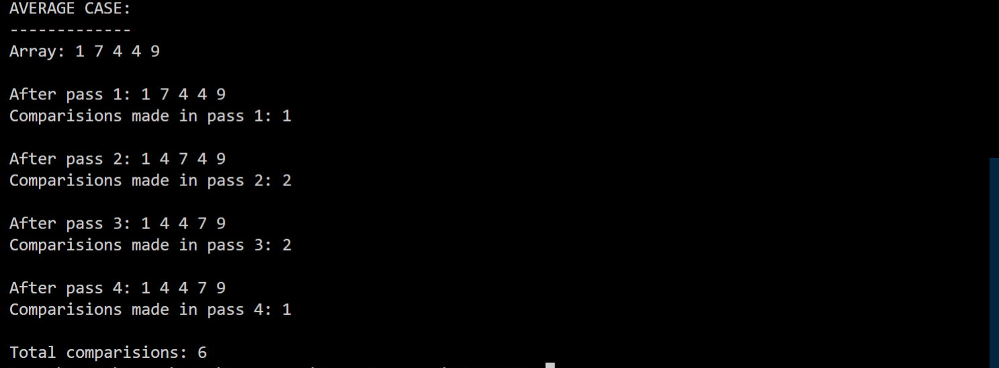 AVERAGE CASE:
-------------
Array: 1 7 4 4 9
After pass 1: 1 7 4 4 9
Comparisions made in pass 1: 1
After pass 2: 1 4 7 4 9
Comparisions made in pass 2: 2
After pass 3: 1 4 4 7 9
Comparisions made in pass 3: 2
After pass 4: 1 4 4 7 9
Comparisions made in pass 4: 1
Total comparisions: 6